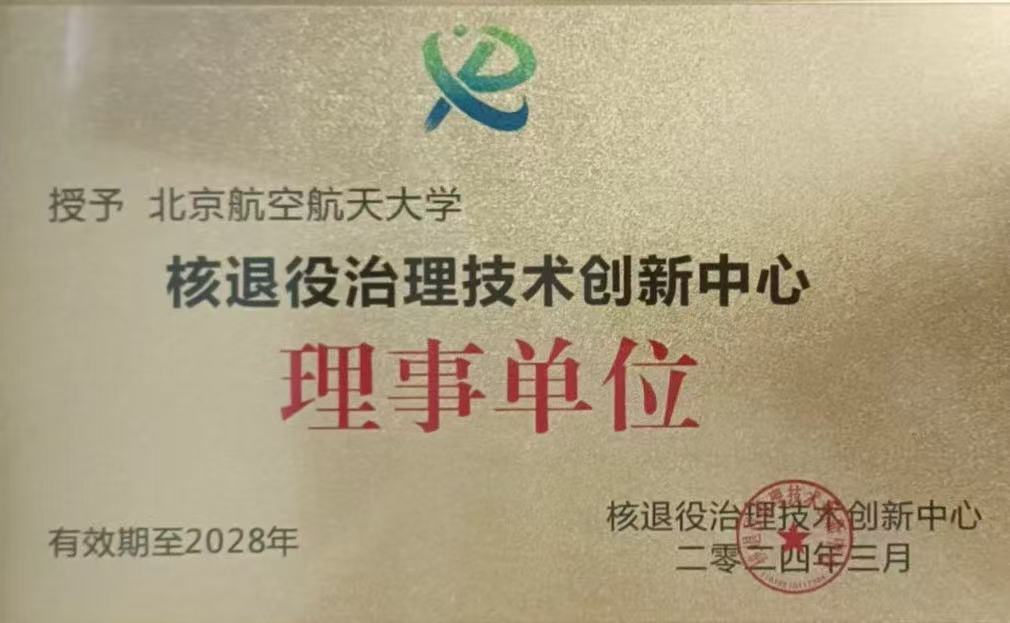 授予 北京航空航天大学
核退役治理技术创新中心
理事单位
有效期至2028年
核退役治理技术创新中心
二零二四年三月